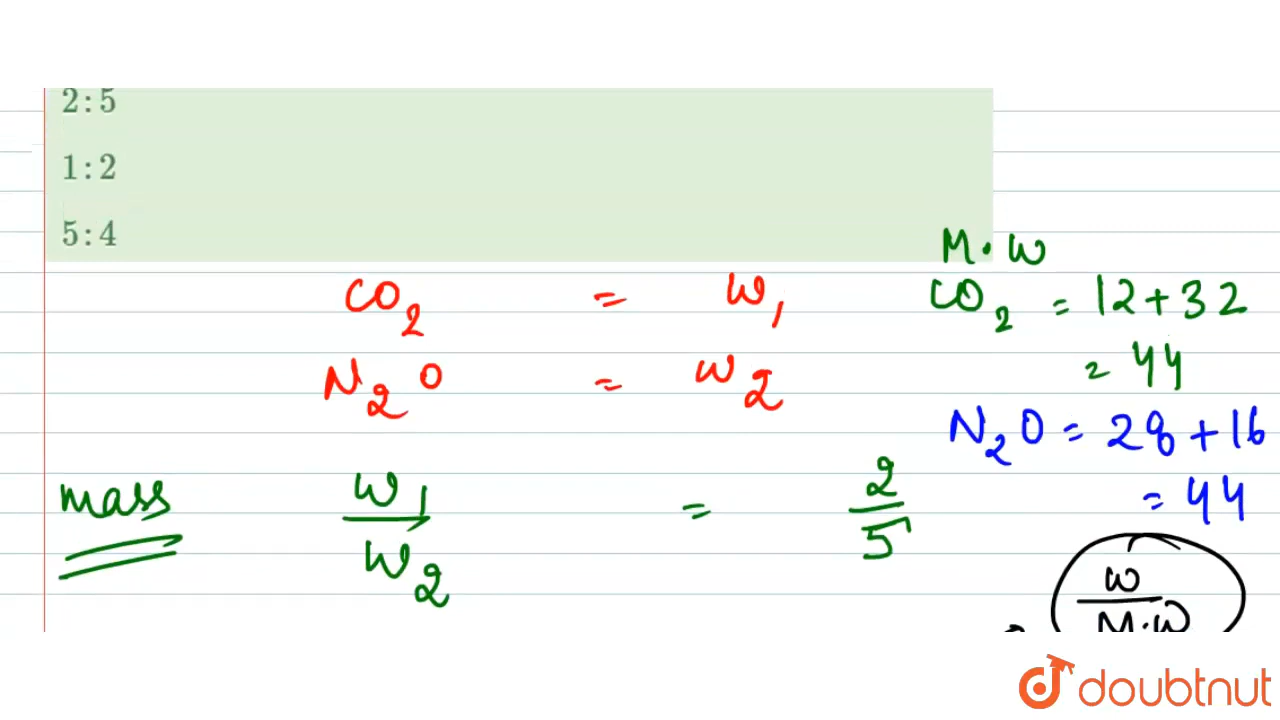 2:5
1:2
5:4
M.W
CO2 = W1
CO2 = 12+32
= 44
N2O = W2
N2O = 28+16
= 44
mass W1/W2 = 2/5
W/M.W
doubtnut